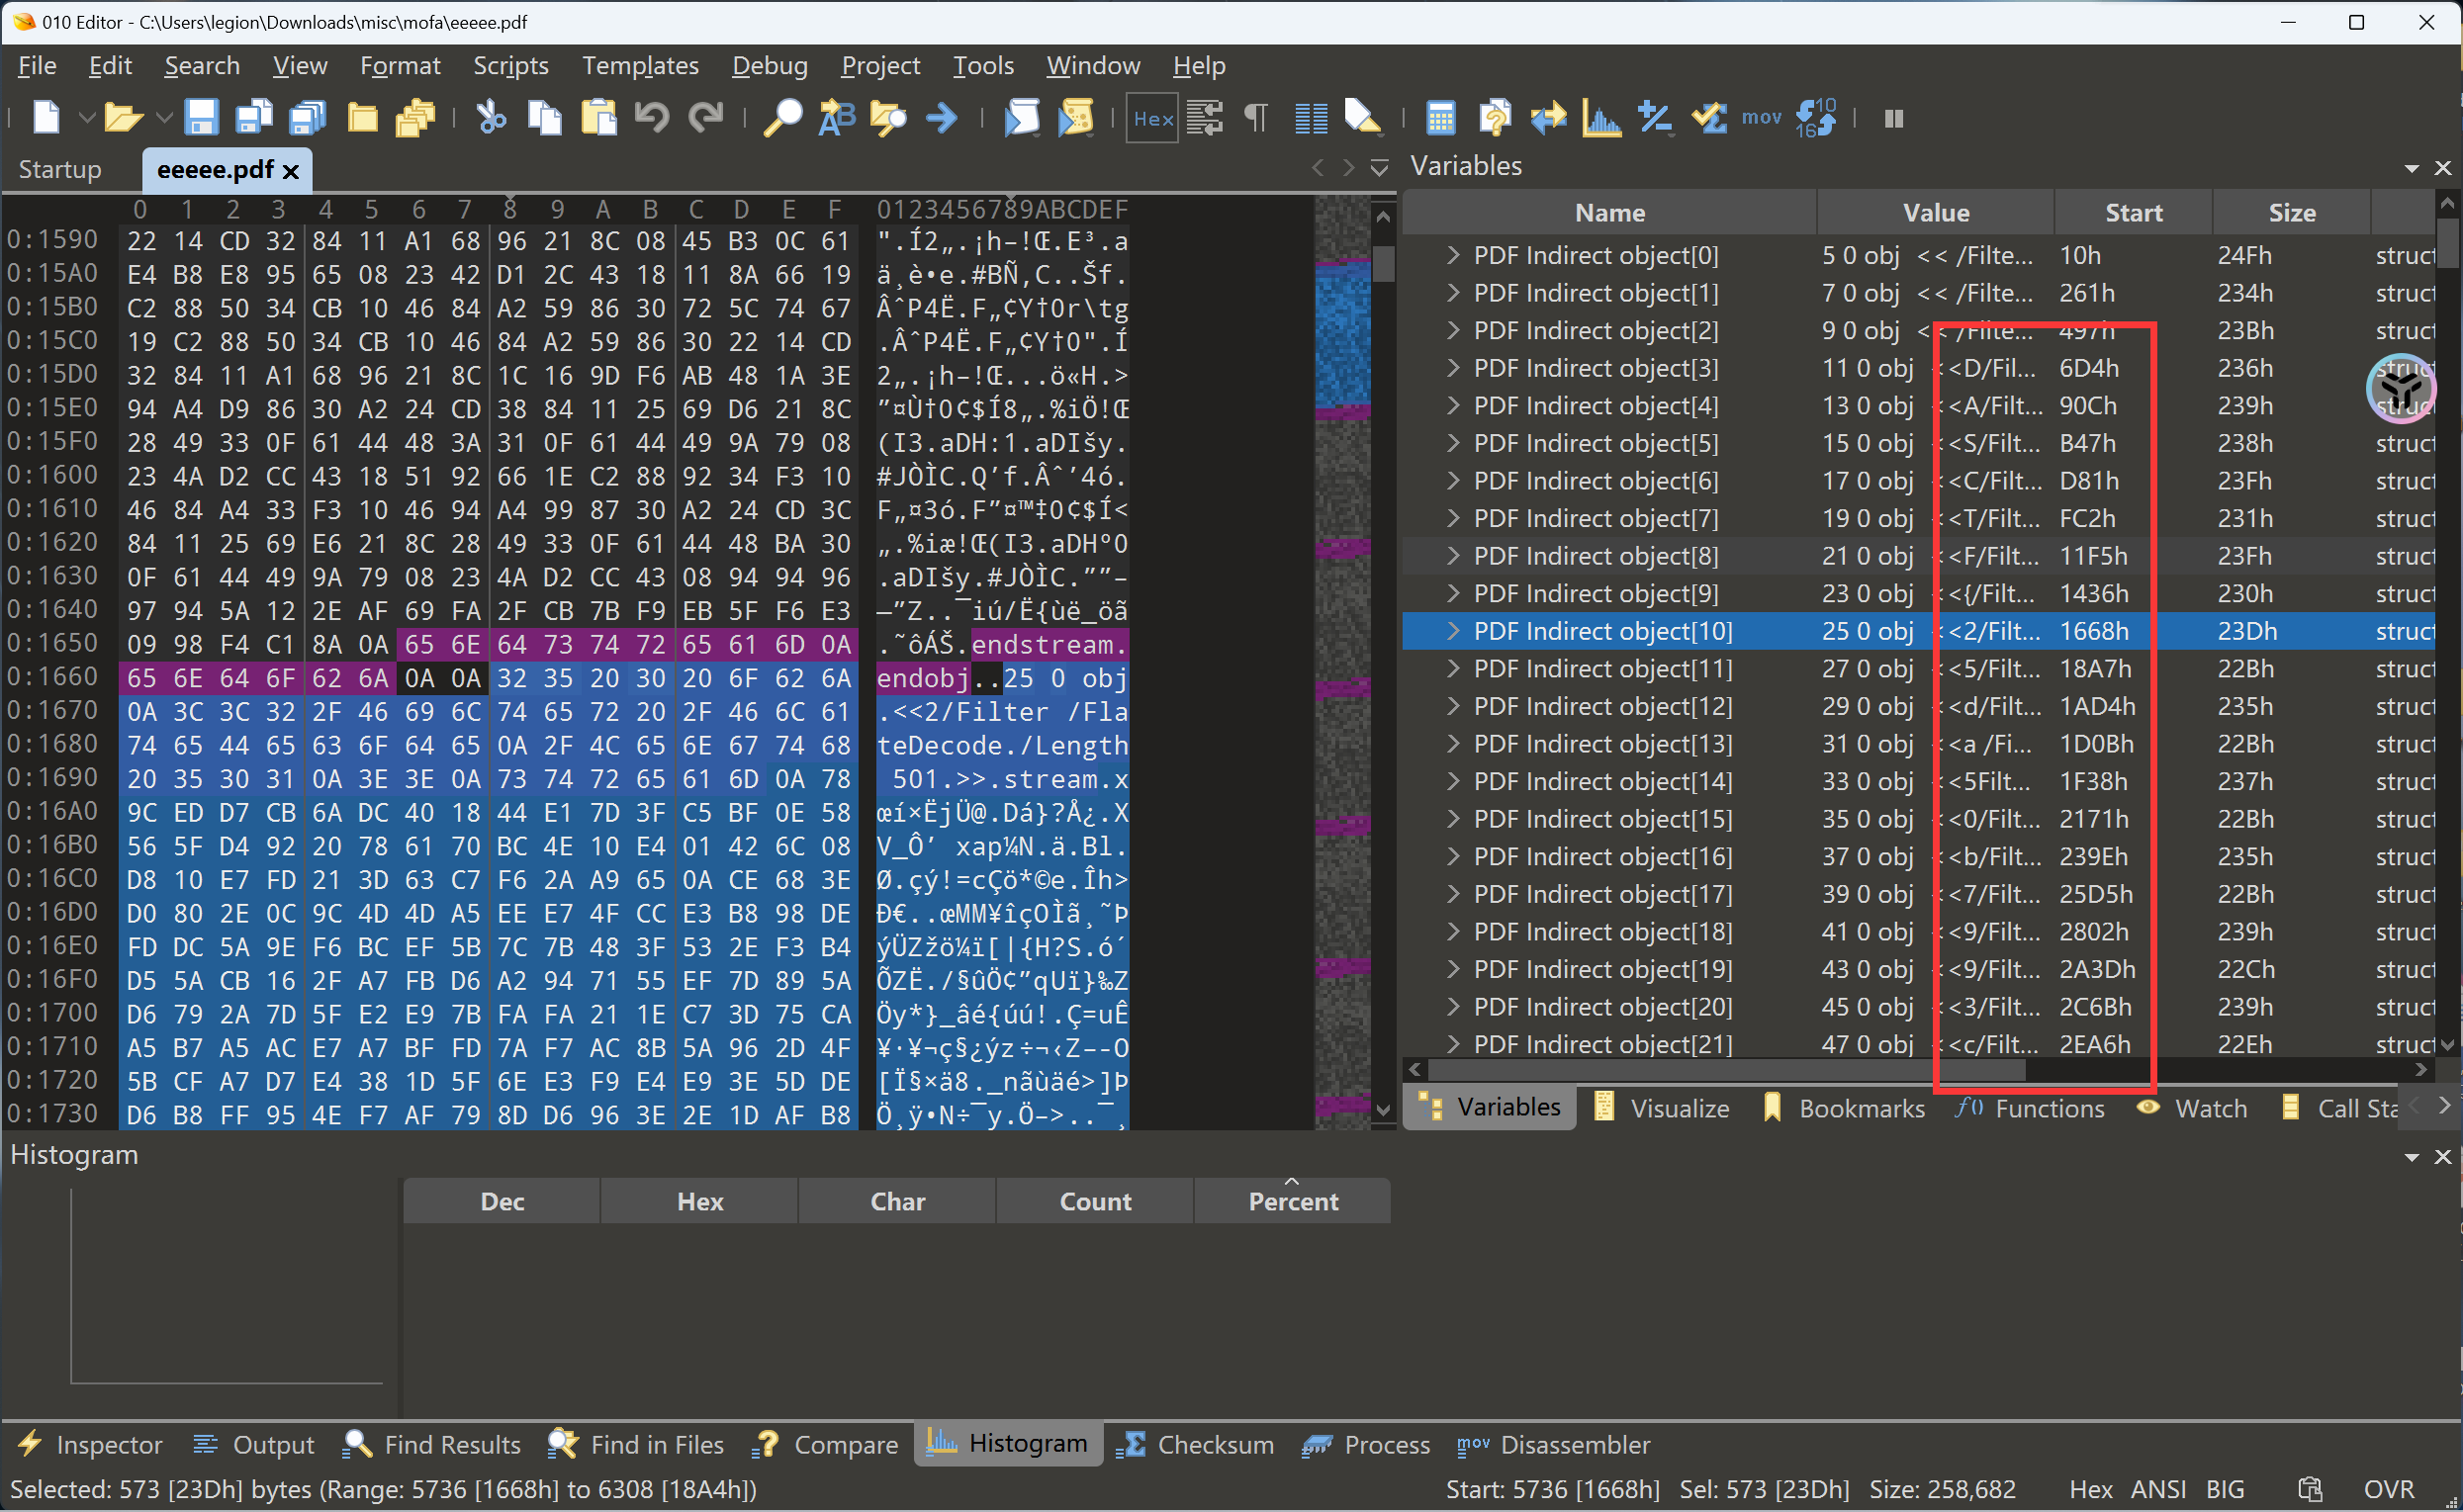 010 Editor - C:\Users\legion\Downloads\misc\mofa\eeeee.pdf
File Edit Search View Format Scripts Templates Debug Project Tools Window Help
Hex mov 10 16
Startup eeeee.pdf
0 1 2 3 4 5 6 7 8 9 A B C D E F 0123456789ABCDEF
0:1590 22 14 CD 32 84 11 A1 68 96 21 8C 08 45 B3 0C 61 ".Í2„.¡h–!Œ.E³.a
0:15A0 E4 B8 E8 95 65 08 23 42 D1 2C 43 18 11 8A 66 19 ä¸è•e.#BÑ,C..Šf.
0:15B0 C2 88 50 34 CB 10 46 84 A2 59 86 30 72 5C 74 67 ÂˆP4Ë.F„¢Y†0r\tg
0:15C0 19 C2 88 50 34 CB 10 46 84 A2 59 86 30 22 14 CD .ÂˆP4Ë.F„¢Y†0".Í
0:15D0 32 84 11 A1 68 96 21 8C 1C 16 9D F6 AB 48 1A 3E 2„.¡h–!Œ...ö«H.>
0:15E0 94 A4 D9 86 30 A2 24 CD 38 84 11 25 69 D6 21 8C ”¤Ù†0¢$Í8„.%iÖ!Œ
0:15F0 28 49 33 0F 61 44 48 3A 31 0F 61 44 49 9A 79 08 (I3.aDH:1.aDIšy.
0:1600 23 4A D2 CC 43 18 51 92 66 1E C2 88 92 34 F3 10 #JÒÌC.Q’f.Âˆ’4ó.
0:1610 46 84 A4 33 F3 10 46 94 A4 99 87 30 A2 24 CD 3C F„¤3ó.F”¤™‡0¢$Í<
0:1620 84 11 25 69 E6 21 8C 28 49 33 0F 61 44 48 BA 30 „.%iæ!Œ(I3.aDHº0
0:1630 0F 61 44 49 9A 79 08 23 4A D2 CC 43 08 94 94 96 .aDIšy.#JÒÌC.””–
0:1640 97 94 5A 12 2E AF 69 FA 2F CB 7B F9 EB 5F F6 E3 —”Z..¯iú/Ë{ùë_öã
0:1650 09 98 F4 C1 8A 0A 65 6E 64 73 74 72 65 61 6D 0A .˜ôÁŠ.endstream.
0:1660 65 6E 64 6F 62 6A 0A 0A 32 35 20 30 20 6F 62 6A endobj..25 0 obj
0:1670 0A 3C 3C 32 2F 46 69 6C 74 65 72 20 2F 46 6C 61 .<<2/Filter /Fla
0:1680 74 65 44 65 63 6F 64 65 0A 2F 4C 65 6E 67 74 68 teDecode./Length
0:1690 20 35 30 31 0A 3E 3E 0A 73 74 72 65 61 6D 0A 78 501.>>.stream.x
0:16A0 9C ED D7 CB 6A DC 40 18 44 E1 7D 3F C5 BF 0E 58 œí×ËjÜ@.Dá}?Å¿.X
0:16B0 56 5F D4 92 20 78 61 70 BC 4E 10 E4 01 42 6C 08 V_Ô’ xap¼N.ä.Bl.
0:16C0 D8 10 E7 FD 21 3D 63 C7 F6 2A A9 65 0A CE 68 3E Ø.çý!=cÇö*©e.Îh>
0:16D0 D0 80 2E 0C 9C 4D 4D A5 EE E7 4F CC E3 B8 98 DE Ð€..œMM¥îçOÌã¸˜Þ
0:16E0 FD DC 5A 9E F6 BC EF 5B 7C 7B 48 3F 53 2E F3 B4 ýÜZžö¼ï[|{H?S.ó´
0:16F0 D5 5A CB 16 2F A7 FB D6 A2 94 71 55 EF 7D 89 5A ÕZË./§ûÖ¢”qUï}‰Z
0:1700 D6 79 2A 7D 5F E2 E9 7B FA FA 21 1E C7 3D 75 CA Öy*}_âé{úú!.Ç=uÊ
0:1710 A5 B7 A5 AC E7 A7 BF FD 7A F7 AC 8B 5A 96 2D 4F ¥·¥¬ç§¿ýz÷¬‹Z–-O
0:1720 5B CF A7 D7 E4 38 1D 5F 6E E3 F9 E4 E9 3E 5D DE [Ï§×ä8._nãùäé>]Þ
0:1730 D6 B8 FF 95 4E F7 AF 79 8D D6 96 3E 2E 1D AF B8 Ö¸ÿ•N÷¯y.Ö–>..¯¸
Variables
Name Value Start Size
PDF Indirect object[0] 5 0 obj << /Filte... 10h 24Fh struct
PDF Indirect object[1] 7 0 obj << /Filte... 261h 234h struct
PDF Indirect object[2] 9 0 obj << /Filte... 497h 23Bh struct
PDF Indirect object[3] 11 0 obj <<D/Fil... 6D4h 236h struct
PDF Indirect object[4] 13 0 obj <<A/Filt... 90Ch 239h struct
PDF Indirect object[5] 15 0 obj <<S/Filt... B47h 238h struct
PDF Indirect object[6] 17 0 obj <<C/Filt... D81h 23Fh struct
PDF Indirect object[7] 19 0 obj <<T/Filt... FC2h 231h struct
PDF Indirect object[8] 21 0 obj <<F/Filt... 11F5h 23Fh struct
PDF Indirect object[9] 23 0 obj <<{/Filt... 1436h 230h struct
PDF Indirect object[10] 25 0 obj <<2/Filt... 1668h 23Dh struct
PDF Indirect object[11] 27 0 obj <<5/Filt... 18A7h 22Bh struct
PDF Indirect object[12] 29 0 obj <<d/Filt... 1AD4h 235h struct
PDF Indirect object[13] 31 0 obj <<a /Fi... 1D0Bh 22Bh struct
PDF Indirect object[14] 33 0 obj <<5Filt... 1F38h 237h struct
PDF Indirect object[15] 35 0 obj <<0/Filt... 2171h 22Bh struct
PDF Indirect object[16] 37 0 obj <<b/Filt... 239Eh 235h struct
PDF Indirect object[17] 39 0 obj <<7/Filt... 25D5h 22Bh struct
PDF Indirect object[18] 41 0 obj <<9/Filt... 2802h 239h struct
PDF Indirect object[19] 43 0 obj <<9/Filt... 2A3Dh 22Ch struct
PDF Indirect object[20] 45 0 obj <<3/Filt... 2C6Bh 239h struct
PDF Indirect object[21] 47 0 obj <<c/Filt... 2EA6h 22Eh struct
Variables Visualize Bookmarks f() Functions Watch Call Sta
Histogram
Dec Hex Char Count Percent
Inspector Output Find Results Find in Files Compare Histogram Checksum Process mov Disassembler
Selected: 573 [23Dh] bytes (Range: 5736 [1668h] to 6308 [18A4h]) Start: 5736 [1668h] Sel: 573 [23Dh] Size: 258,682 Hex ANSI BIG OVR